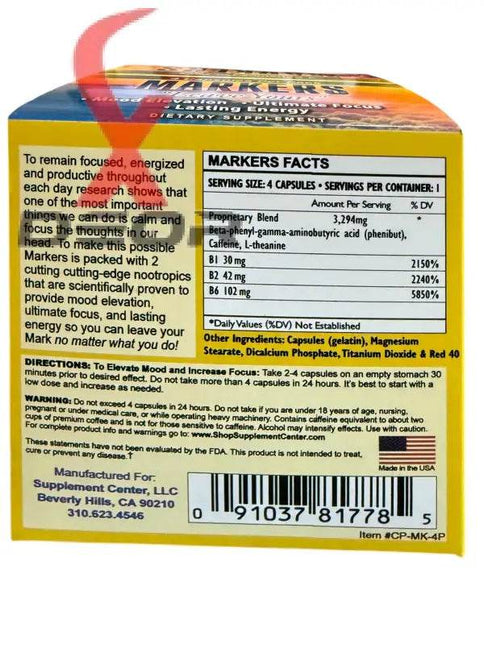 MARKERS
Mood Elevation • Ultimate Focus
• Lasting Energy
DIETARY SUPPLEMENT
To remain focused, energized
and productive throughout
each day research shows that
one of the most important
things we can do is calm and
focus the thoughts in our
head. To make this possible
Markers is packed with 2
cutting cutting-edge nootropics
that are scientifically proven to
provide mood elevation,
ultimate focus, and lasting
energy so you can leave your
Mark no matter what you do!
MARKERS FACTS
SERVING SIZE: 4 CAPSULES • SERVINGS PER CONTAINER: 1
Amount Per Serving % DV
Proprietary Blend 3,294mg *
Beta-phenyl-gamma-aminobutyric acid (phenibut),
Caffeine, L-theanine
B1 30 mg 2150%
B2 42 mg 2240%
B6 102 mg 5850%
*Daily Values (%DV) Not Established
Other Ingredients: Capsules (gelatin), Magnesium
Stearate, Dicalcium Phosphate, Titanium Dioxide & Red 40
DIRECTIONS: To Elevate Mood and Increase Focus: Take 2-4 capsules on an empty stomach 30
minutes prior to desired effect. Do not take more than 4 capsules in 24 hours. It's best to start with a
low dose and increase as needed.
WARNING: Do not exceed 4 capsules in 24 hours. Do not take if you are under 18 years of age, nursing,
pregnant or under medical care, or while operating heavy machinery. Contains caffeine equivalent to about two
cups of premium coffee and is not for those sensitive to caffeine. Alcohol may intensify effects. Use with caution.
For complete product info and warnings go to: www.ShopSupplementCenter.com
These statements have not been evaluated by the FDA. This product is not intended to treat,
cure or prevent any disease.†
Made in the USA
Manufactured For:
Supplement Center, LLC
Beverly Hills, CA 90210
310.623.4546
0 91037 81778 5
Item #CP-MK-4P